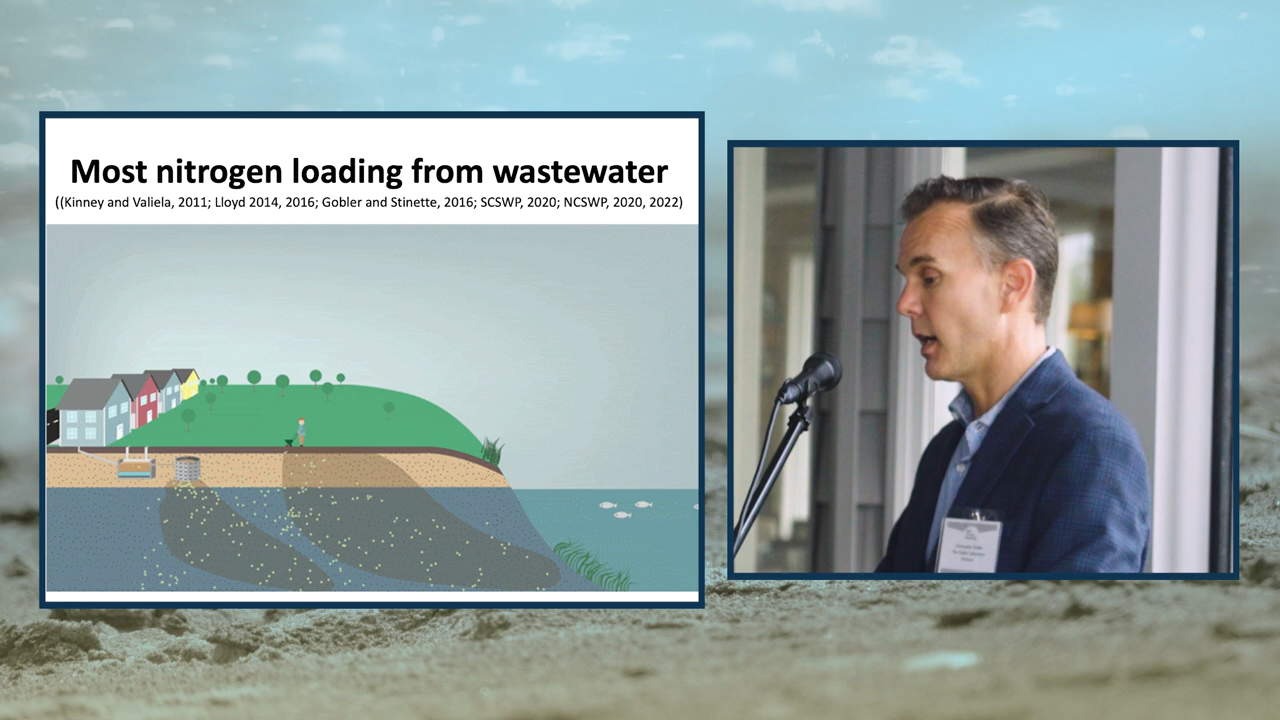 Most nitrogen loading from wastewater
((Kinney and Valiela, 2011; Lloyd 2014, 2016; Gobler and Stinette, 2016; SCSWP, 2020; NCSWP, 2020, 2022)